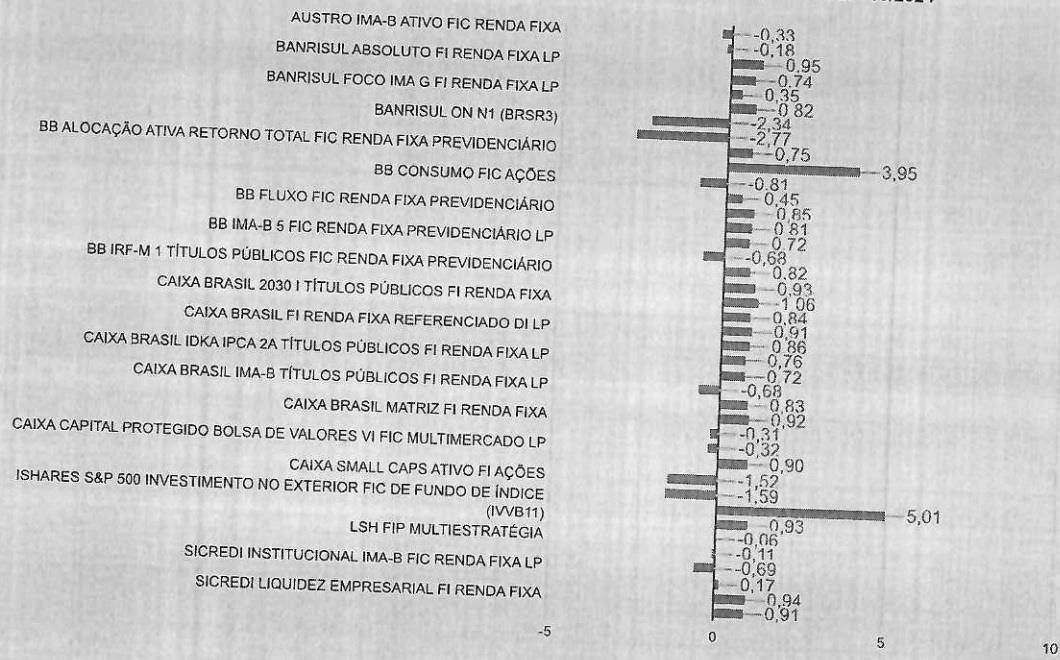 AUSTRO IMA-B ATIVO FIC RENDA FIXA
BANRISUL ABSOLUTO FI RENDA FIXA LP
BANRISUL FOCO IMA G FI RENDA FIXA LP
BANRISUL ON N1 (BRSR3)
BB ALOCAÇÃO ATIVA RETORNO TOTAL FIC RENDA FIXA PREVIDENCIÁRIO
BB CONSUMO FIC AÇÕES
BB FLUXO FIC RENDA FIXA PREVIDENCIÁRIO
BB IMA-B 5 FIC RENDA FIXA PREVIDENCIÁRIO LP
BB IRF-M 1 TÍTULOS PÚBLICOS FIC RENDA FIXA PREVIDENCIÁRIO
CAIXA BRASIL 2030 I TÍTULOS PÚBLICOS FI RENDA FIXA
CAIXA BRASIL FI RENDA FIXA REFERENCIADO DI LP
CAIXA BRASIL IDKA IPCA 2A TÍTULOS PÚBLICOS FI RENDA FIXA LP
CAIXA BRASIL IMA-B TÍTULOS PÚBLICOS FI RENDA FIXA LP
CAIXA BRASIL MATRIZ FI RENDA FIXA
CAIXA CAPITAL PROTEGIDO BOLSA DE VALORES VI FIC MULTIMERCADO LP
CAIXA SMALL CAPS ATIVO FI AÇÕES
ISHARES S&P 500 INVESTIMENTO NO EXTERIOR FIC DE FUNDO DE ÍNDICE
(IVVB11)
LSH FIP MULTIESTRATÉGIA
SICREDI INSTITUCIONAL IMA-B FIC RENDA FIXA LP
SICREDI LIQUIDEZ EMPRESARIAL FI RENDA FIXA
-0,33
-0,18
0,95
0,74
0,35
0,82
-2,34
-2,77
0,75
3,95
-0,81
0,45
0,85
0,81
0,72
-0,68
0,82
0,93
1,06
0,84
0,91
0,86
0,76
0,72
-0,68
0,83
0,92
-0,31
-0,32
0,90
-1,52
-1,59
5,01
0,93
-0,06
-0,11
-0,69
0,17
0,94
0,91
-5 0 5 10